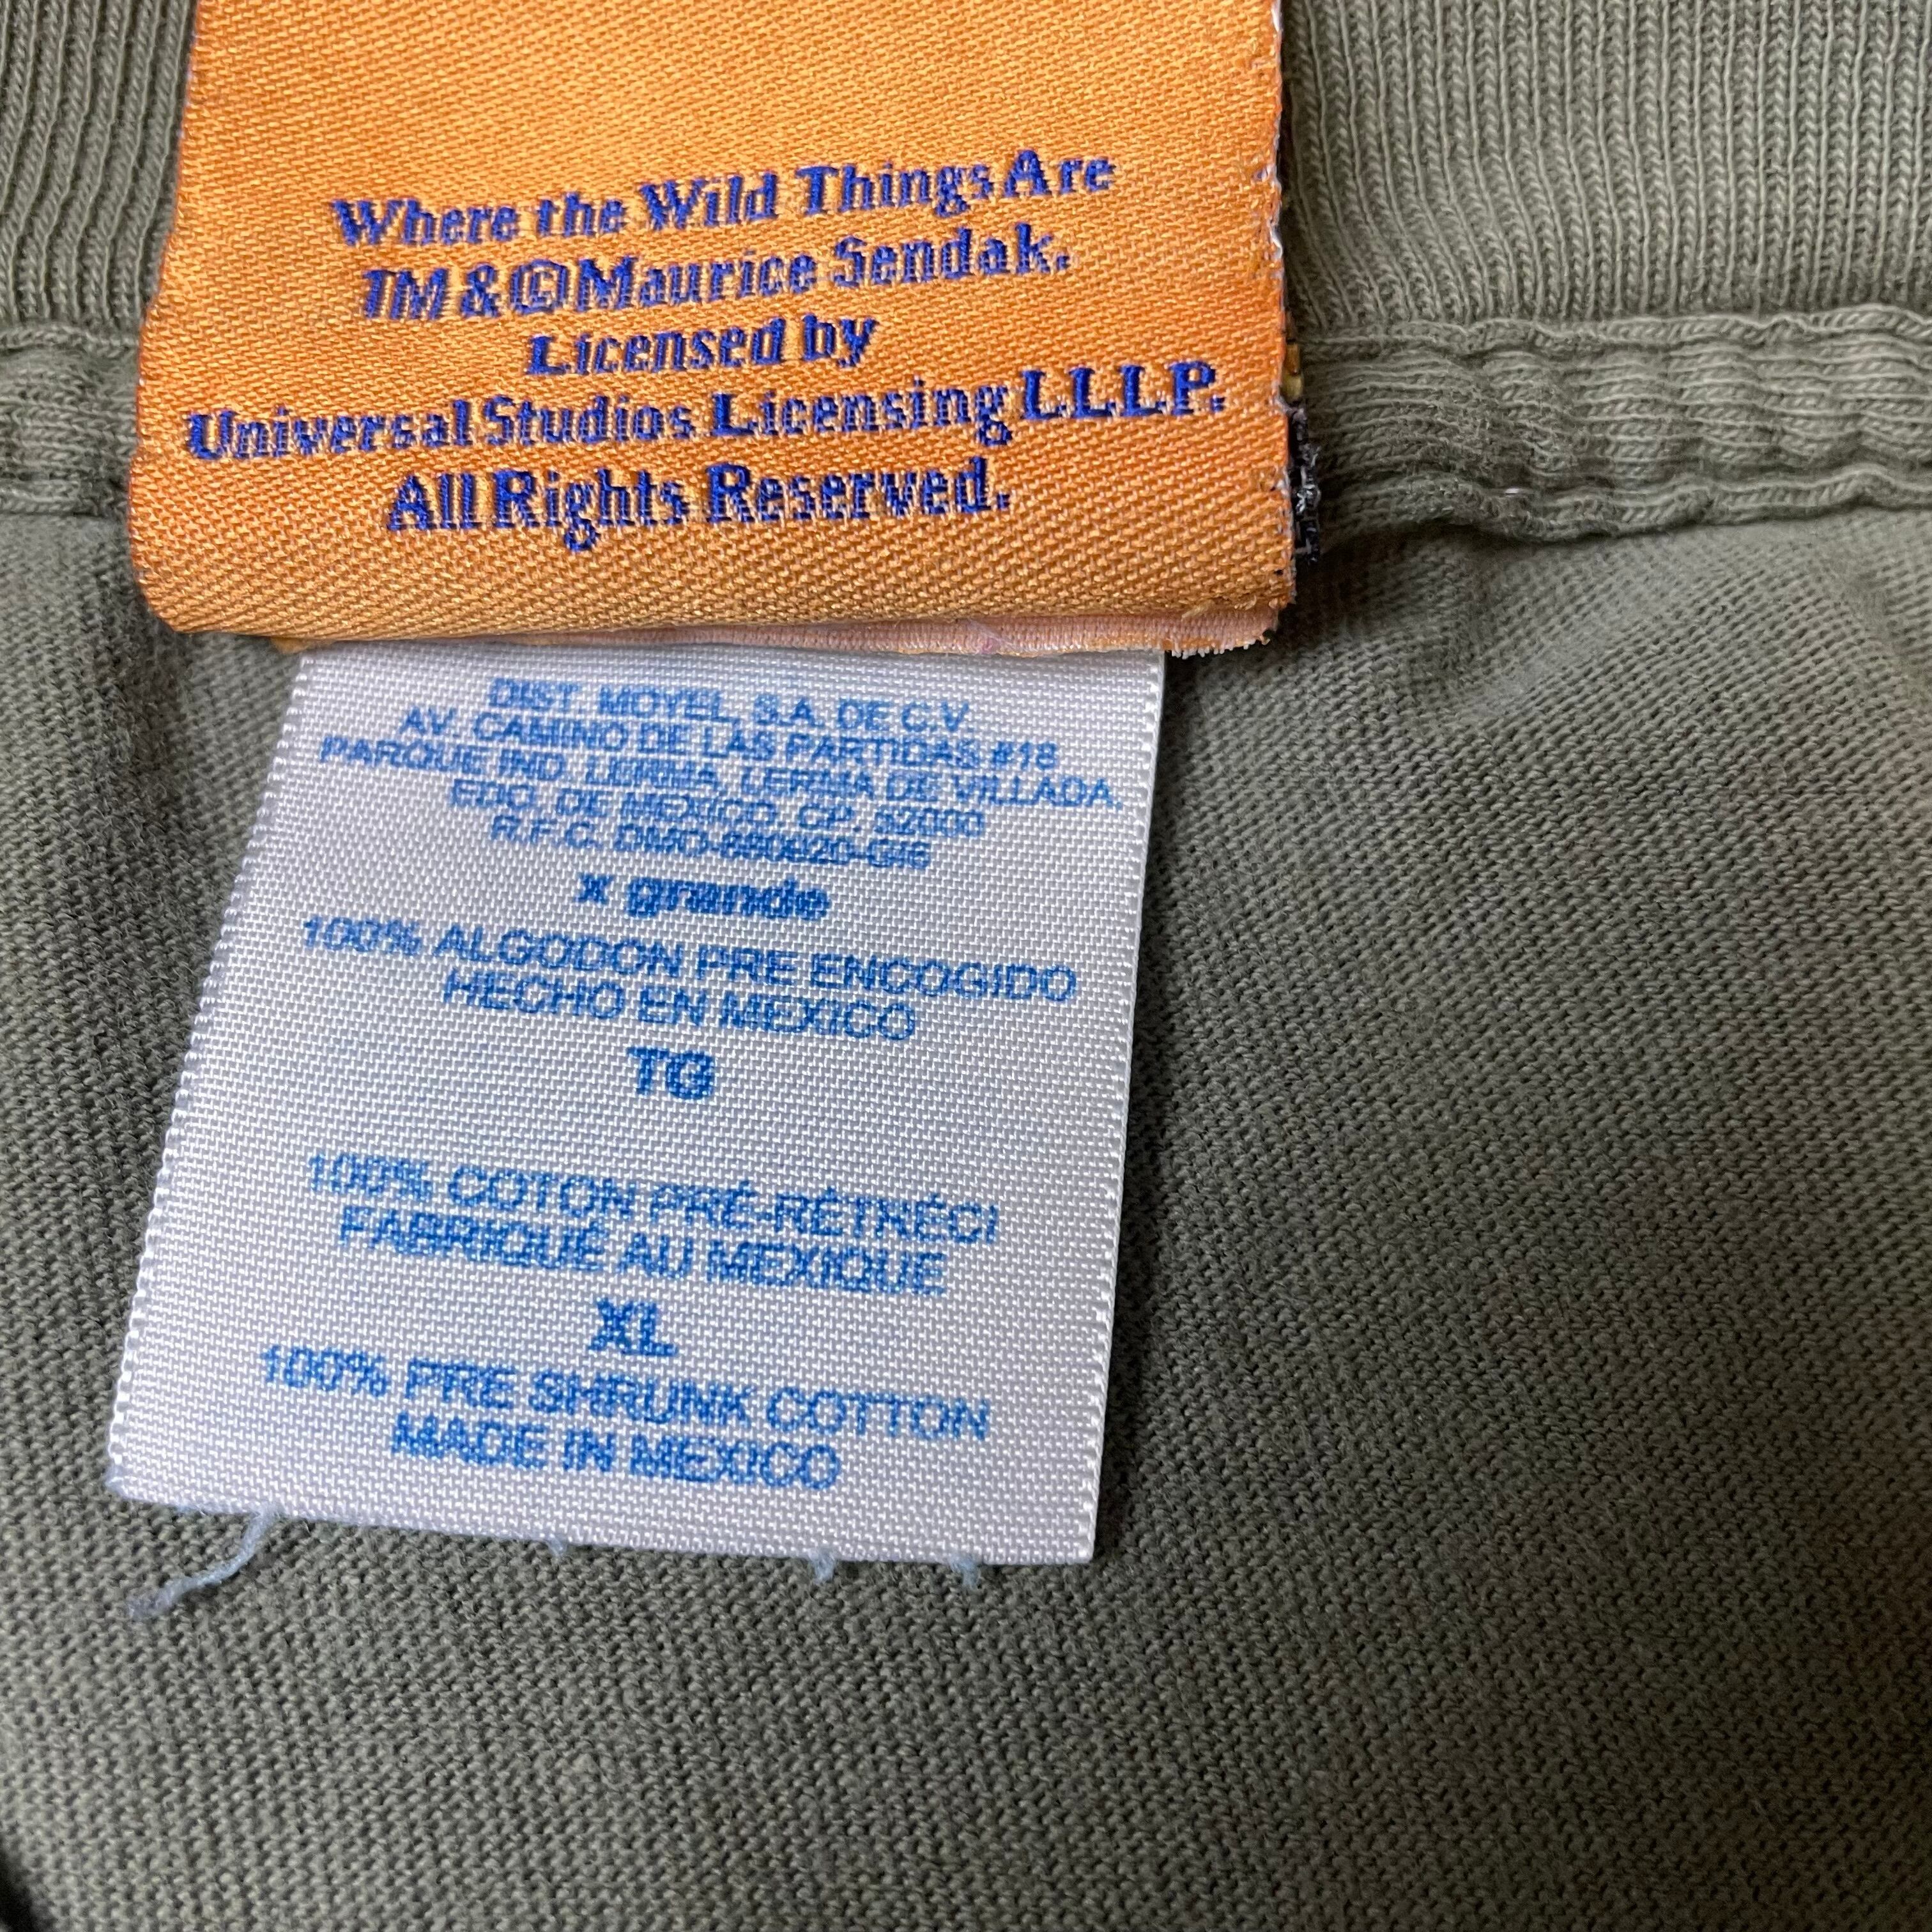 Where the Wild Things Are
TM & © Maurice Sendak.
Licensed by
Universal Studios Licensing LLLP.
All Rights Reserved.
DIST. MOYEL, S.A. DE C.V.
AV. CAMINO DE LAS PARTIDAS #18
PARQUE IND. LERMA, LERMA DE VILLADA,
EDO. DE MEXICO, CP. 52000
R.F.C.
x grande
100% ALGODON PRE ENCOGIDO
HECHO EN MEXICO
TG
100% COTON PRÉ-RÊTRÉCI
FABRIQUÉ AU MEXIQUE
XL
100% PRE SHRUNK COTTON
MADE IN MEXICO